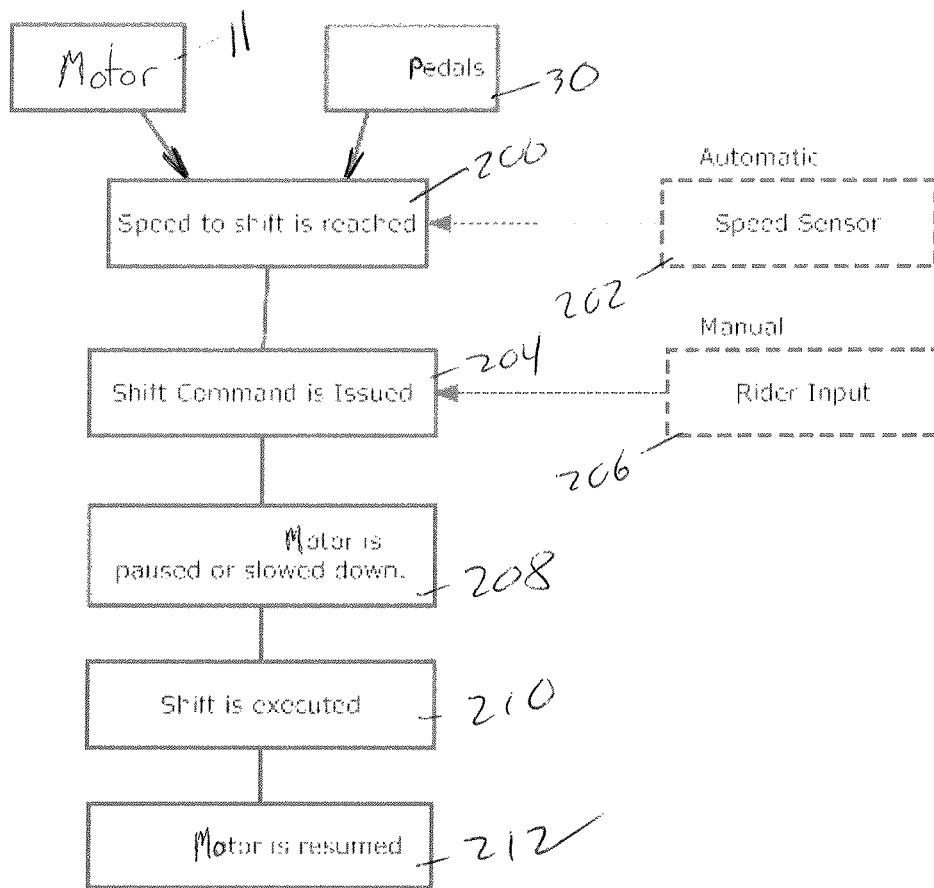 Motor
11
Pedals
30
200
Automatic
Speed to shift is reached
Speed Sensor
202
Manual
204
Shift Command is Issued
Rider Input
206
Motor is
paused or slowed down.
208
Shift is executed
210
Motor is resumed
212